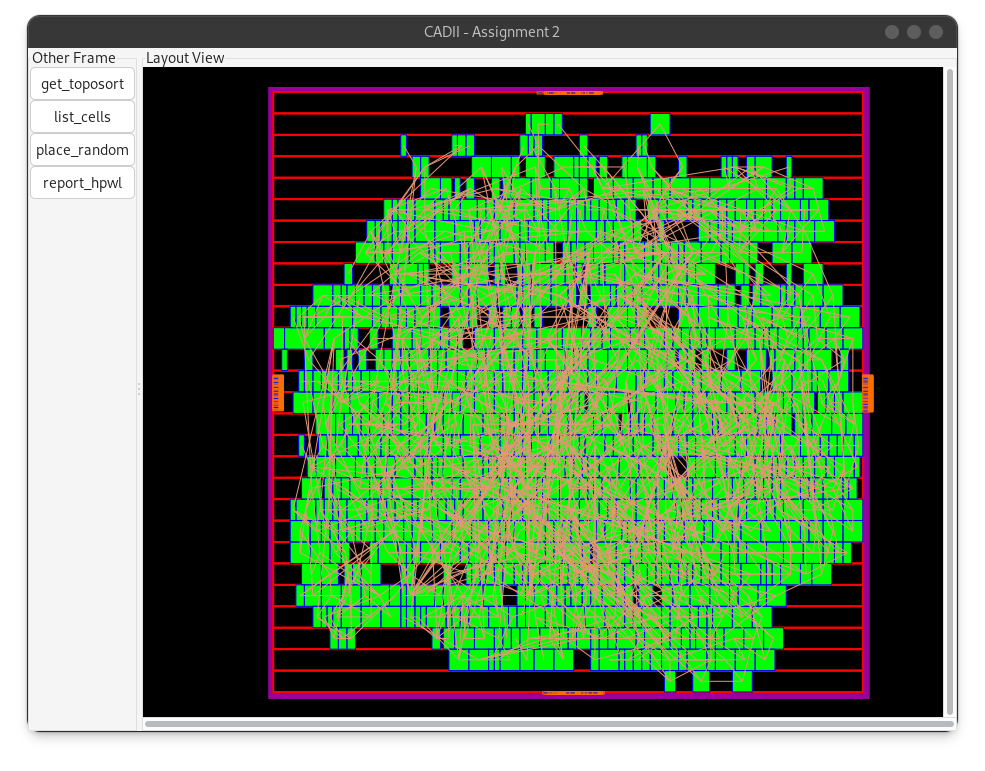 CADII - Assignment 2
Other Frame
Layout View
get_toposort
list_cells
place_random
report_hpwl